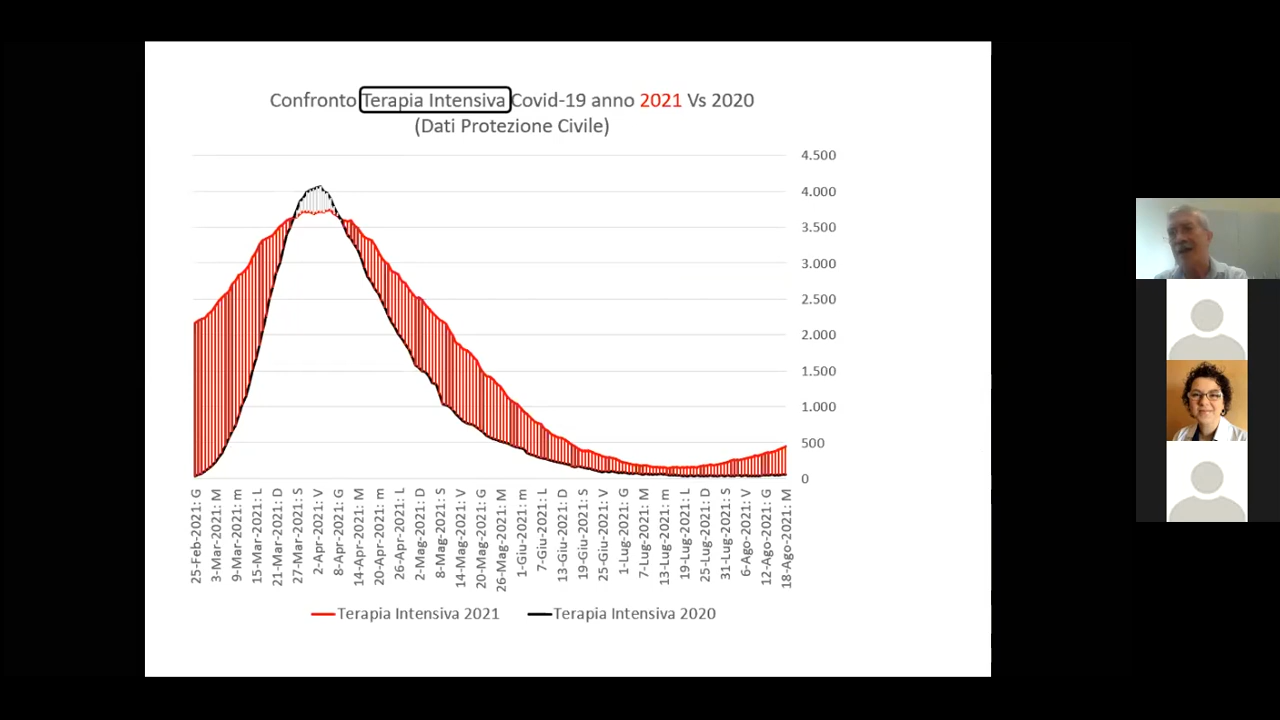 Confronto Terapia Intensiva Covid-19 anno 2021 Vs 2020
(Dati Protezione Civile)
4.500
4.000
3.500
3.000
2.500
2.000
1.500
1.000
500
0
25-Feb-2021: G
3-Mar-2021: M
9-Mar-2021: m
15-Mar-2021: L
21-Mar-2021: D
27-Mar-2021: S
2-Apr-2021: V
8-Apr-2021: G
14-Apr-2021: M
20-Apr-2021: m
26-Apr-2021: L
2-Mag-2021: D
8-Mag-2021: S
14-Mag-2021: V
20-Mag-2021: G
26-Mag-2021: M
1-Giu-2021: m
7-Giu-2021: L
13-Giu-2021: D
19-Giu-2021: S
25-Giu-2021: V
1-Lug-2021: G
7-Lug-2021: M
13-Lug-2021: m
19-Lug-2021: L
25-Lug-2021: D
31-Lug-2021: S
6-Ago-2021: V
12-Ago-2021: G
18-Ago-2021: M
Terapia Intensiva 2021
Terapia Intensiva 2020